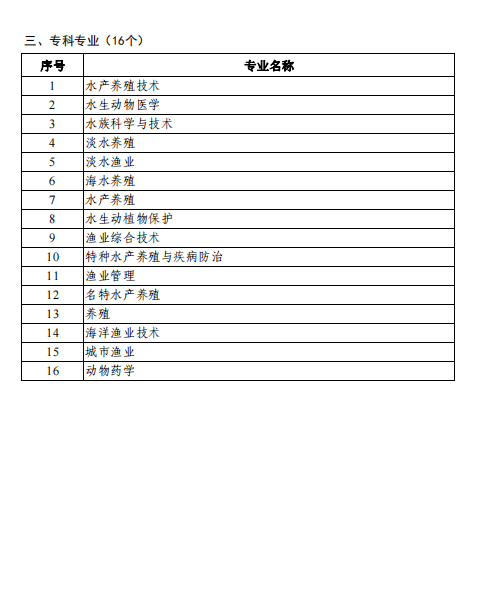 三、专科专业（16个）
序号 专业名称
1 水产养殖技术
2 水生动物医学
3 水族科学与技术
4 淡水养殖
5 淡水渔业
6 海水养殖
7 水产养殖
8 水生动植物保护
9 渔业综合技术
10 特种水产养殖与疾病防治
11 渔业管理
12 名特水产养殖
13 养殖
14 海洋渔业技术
15 城市渔业
16 动物药学